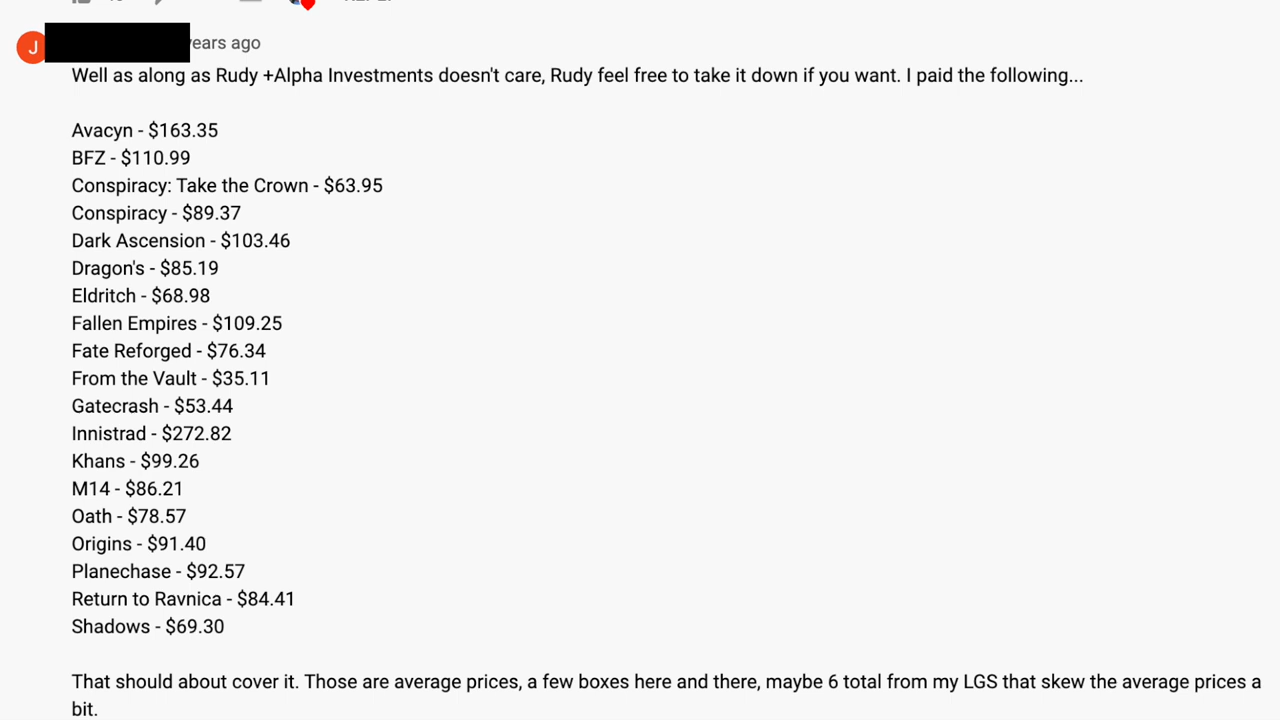 J
ears ago
Well as along as Rudy +Alpha Investments doesn't care, Rudy feel free to take it down if you want. I paid the following...
Avacyn - $163.35
BFZ - $110.99
Conspiracy: Take the Crown - $63.95
Conspiracy - $89.37
Dark Ascension - $103.46
Dragon's - $85.19
Eldritch - $68.98
Fallen Empires - $109.25
Fate Reforged - $76.34
From the Vault - $35.11
Gatecrash - $53.44
Innistrad - $272.82
Khans - $99.26
M14 - $86.21
Oath - $78.57
Origins - $91.40
Planechase - $92.57
Return to Ravnica - $84.41
Shadows - $69.30
That should about cover it. Those are average prices, a few boxes here and there, maybe 6 total from my LGS that skew the average prices a
bit.